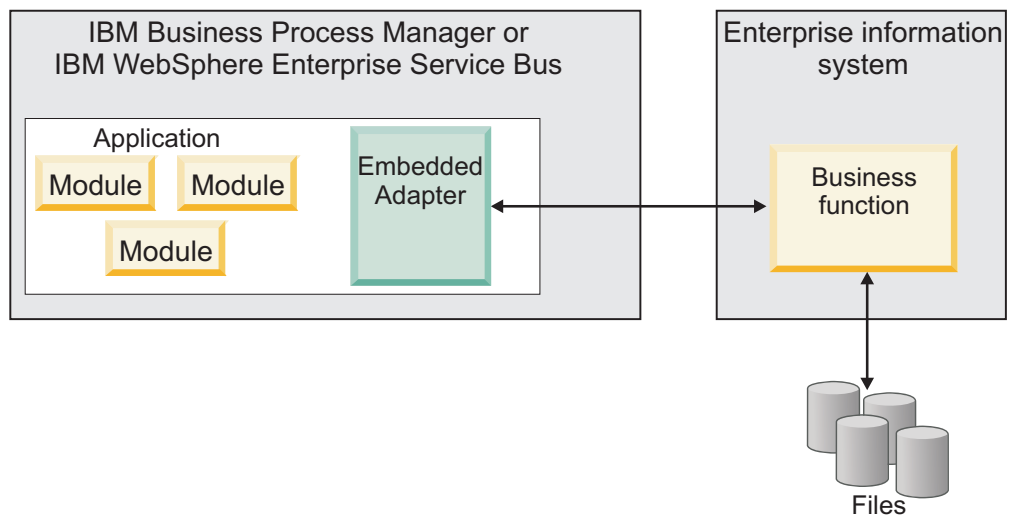 IBM Business Process Manager or
IBM WebSphere Enterprise Service Bus
Enterprise information
system
Application
Module
Module
Module
Embedded
Adapter
Business
function
Files